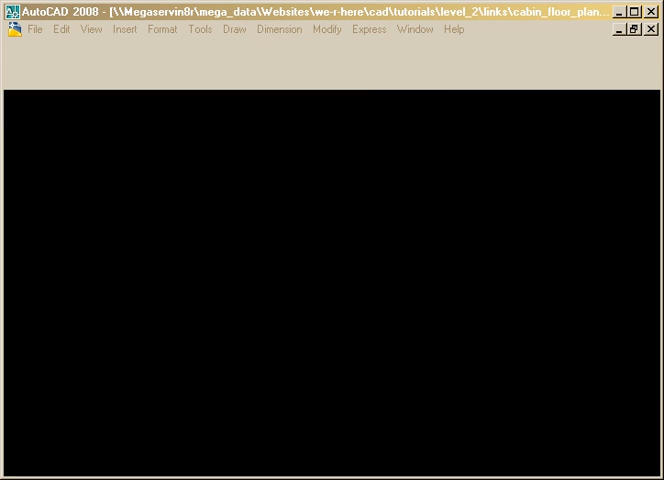 AutoCAD 2008 - [\\Megaservin8r\mega_data\Websites\we-r-here\cad\tutorials\level_2\links\cabin_floor_plan...
File Edit View Insert Format Tools Draw Dimension Modify Express Window Help